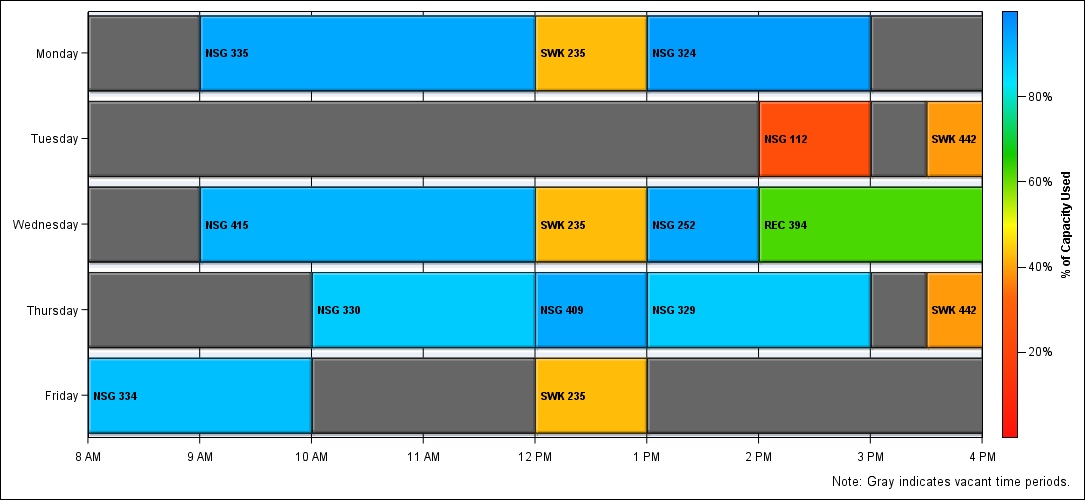 Monday
NSG 335
SWK 235
NSG 324
Tuesday
NSG 112
SWK 442
Wednesday
NSG 415
SWK 235
NSG 252
REC 394
Thursday
NSG 330
NSG 409
NSG 329
SWK 442
Friday
NSG 334
SWK 235
8 AM
9 AM
10 AM
11 AM
12 PM
1 PM
2 PM
3 PM
4 PM
80%
60%
40%
20%
% of Capacity Used
Note: Gray indicates vacant time periods.